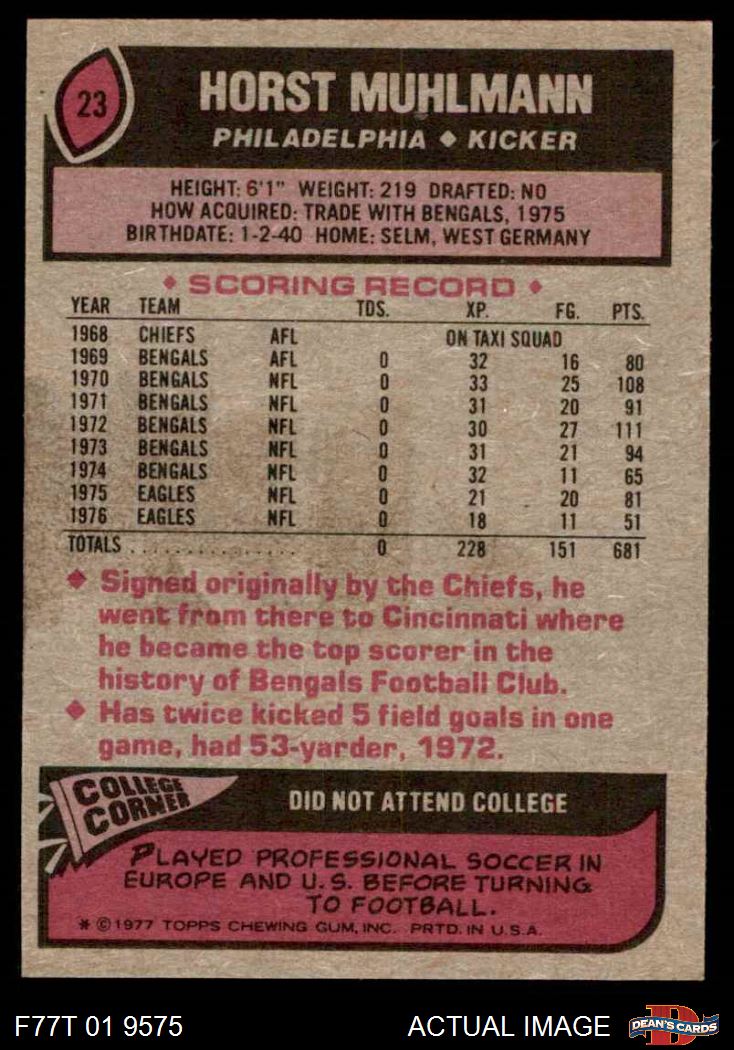 23
HORST MUHLMANN
PHILADELPHIA ◆ KICKER
HEIGHT: 6'1" WEIGHT: 219 DRAFTED: NO
HOW ACQUIRED: TRADE WITH BENGALS, 1975
BIRTHDATE: 1-2-40 HOME: SELM, WEST GERMANY
◆ SCORING RECORD ◆
YEAR TEAM TDS. XP. FG. PTS.
1968 CHIEFS AFL ON TAXI SQUAD
1969 BENGALS AFL 0 32 16 80
1970 BENGALS NFL 0 33 25 108
1971 BENGALS NFL 0 31 20 91
1972 BENGALS NFL 0 30 27 111
1973 BENGALS NFL 0 31 21 94
1974 BENGALS NFL 0 32 11 65
1975 EAGLES NFL 0 21 20 81
1976 EAGLES NFL 0 18 11 51
TOTALS . . . . . . . . . . . . . . . 0 228 151 681
◆ Signed originally by the Chiefs, he
went from there to Cincinnati where
he became the top scorer in the
history of Bengals Football Club.
◆ Has twice kicked 5 field goals in one
game, had 53-yarder, 1972.
COLLEGE
CORNER
DID NOT ATTEND COLLEGE
PLAYED PROFESSIONAL SOCCER IN
EUROPE AND U.S. BEFORE TURNING
TO FOOTBALL.
* © 1977 TOPPS CHEWING GUM, INC. PRTD. IN U.S.A.
F77T 01 9575
ACTUAL IMAGE
D
DEAN'S CARDS